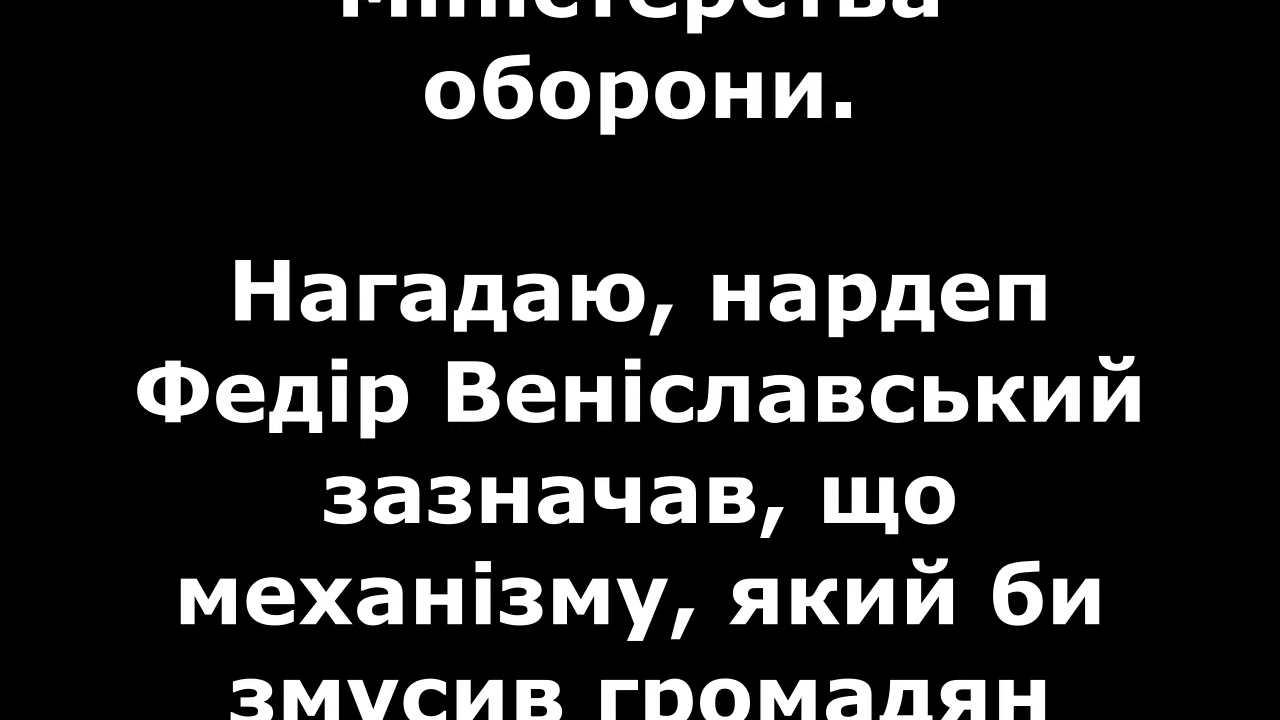 Міністерства
оборони.
Нагадаю, нардеп
Федір Веніславський
зазначав, що
механізму, який би
змусив громадян